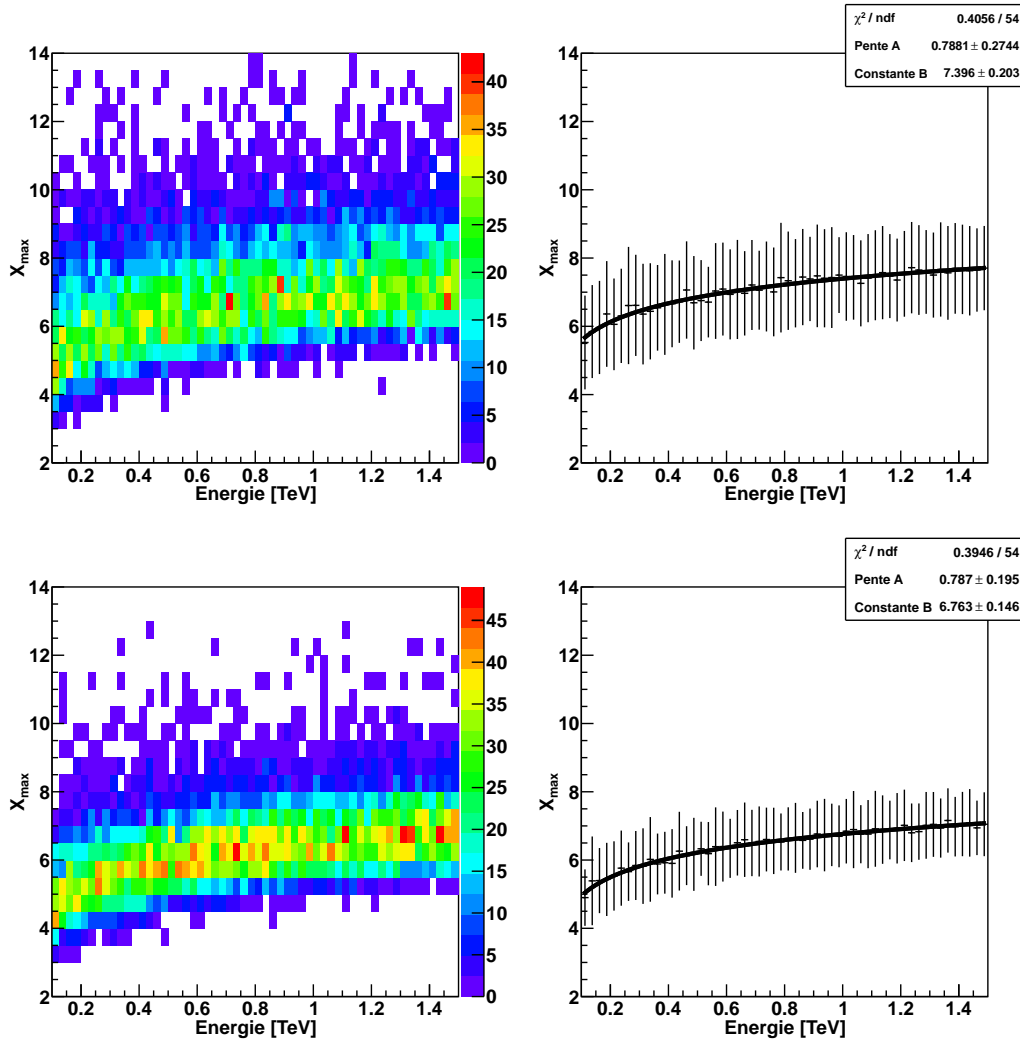 χ² / ndf 0.4056 / 54
Pente A 0.7881 ± 0.2744
Constante B 7.396 ± 0.203
14
12
10
8
6
4
2
X_max
0.2 0.4 0.6 0.8 1 1.2 1.4
Energie [TeV]
40
35
30
25
20
15
10
5
0
14
12
10
8
6
4
2
X_max
0.2 0.4 0.6 0.8 1 1.2 1.4
Energie [TeV]
χ² / ndf 0.3946 / 54
Pente A 0.787 ± 0.195
Constante B 6.763 ± 0.146
14
12
10
8
6
4
2
X_max
0.2 0.4 0.6 0.8 1 1.2 1.4
Energie [TeV]
45
40
35
30
25
20
15
10
5
0
14
12
10
8
6
4
2
X_max
0.2 0.4 0.6 0.8 1 1.2 1.4
Energie [TeV]